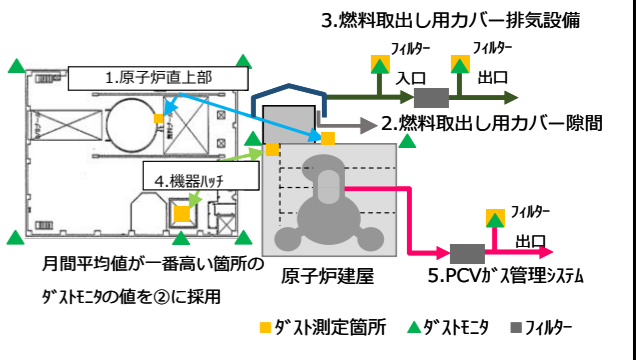 3.燃料取出し用カバー排気設備
フィルター
フィルター
入口
出口
1.原子炉直上部
2.燃料取出し用カバー隙間
4.機器ハッチ
フィルター
出口
月間平均値が一番高い箇所の
ダストモニタの値を②に採用
原子炉建屋
5.PCVガス管理システム
ダスト測定箇所
ダストモニタ
フィルター